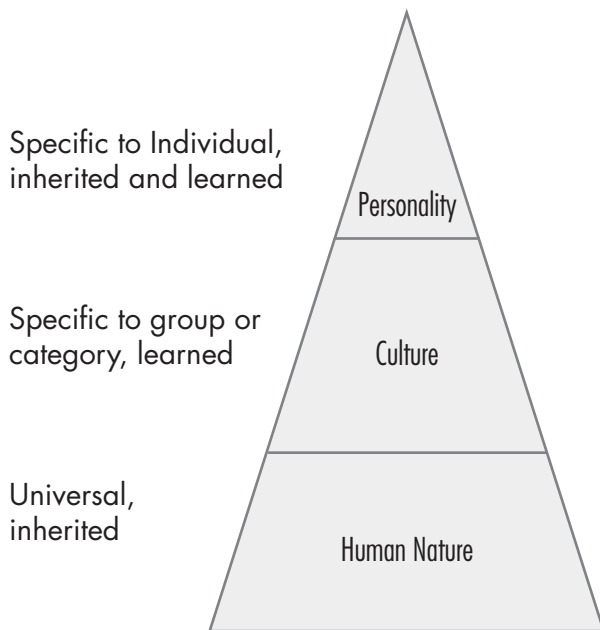 Specific to Individual,
inherited and learned
Personality
Specific to group or
category, learned
Culture
Universal,
inherited
Human Nature